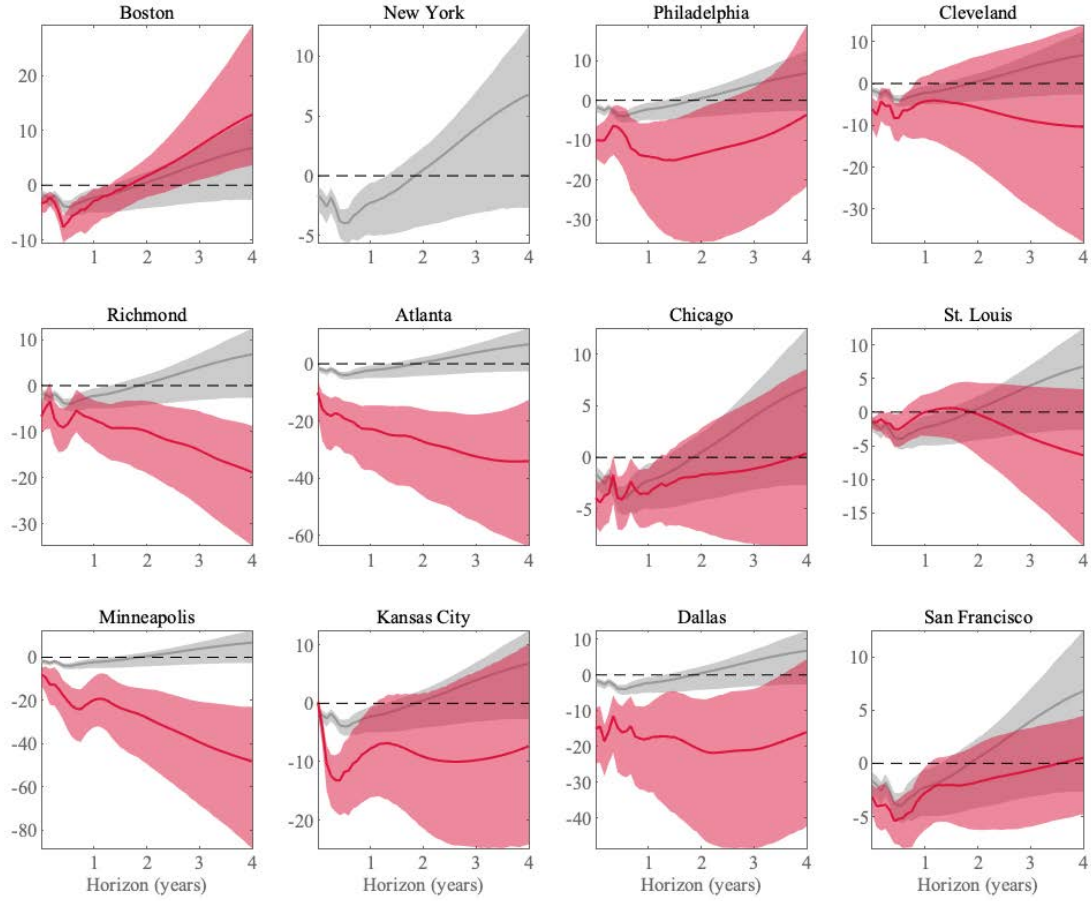 Boston
20
10
0
-10
1 2 3 4
New York
10
5
0
-5
1 2 3 4
Philadelphia
10
0
-10
-20
-30
1 2 3 4
Cleveland
10
0
-10
-20
-30
1 2 3 4
Richmond
10
0
-10
-20
-30
1 2 3 4
Atlanta
0
-20
-40
-60
1 2 3 4
Chicago
10
5
0
-5
1 2 3 4
St. Louis
10
5
0
-5
-10
-15
1 2 3 4
Minneapolis
0
-20
-40
-60
-80
1 2 3 4
Horizon (years)
Kansas City
10
0
-10
-20
1 2 3 4
Horizon (years)
Dallas
10
0
-10
-20
-30
-40
1 2 3 4
Horizon (years)
San Francisco
10
5
0
-5
1 2 3 4
Horizon (years)